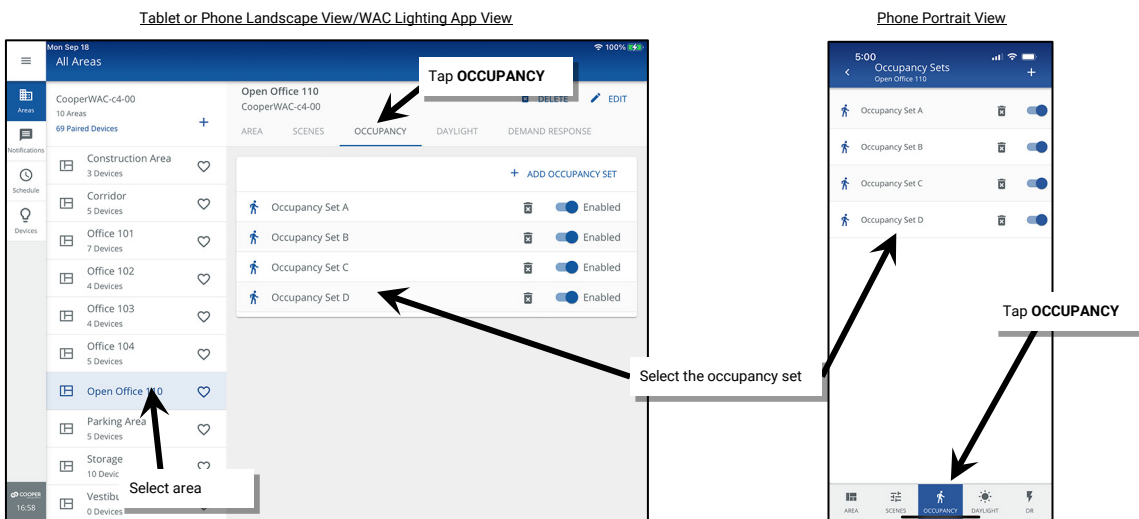 Tablet or Phone Landscape View/WAC Lighting App View
Mon Sep 18
100%
All Areas
Areas
Notifications
Schedule
Devices
COOPER
16:58
CooperWAC-c4-00
10 Areas
69 Paired Devices
+
Construction Area
3 Devices
Corridor
5 Devices
Office 101
7 Devices
Office 102
4 Devices
Office 103
4 Devices
Office 104
5 Devices
Open Office 110
Parking Area
5 Devices
Storage
10 Devic
Vestibu
0 Devices
Select area
Open Office 110
CooperWAC-c4-00
DELETE
EDIT
Tap OCCUPANCY
AREA SCENES OCCUPANCY DAYLIGHT DEMAND RESPONSE
+ ADD OCCUPANCY SET
Occupancy Set A Enabled
Occupancy Set B Enabled
Occupancy Set C Enabled
Occupancy Set D Enabled
Select the occupancy set
Phone Portrait View
5:00
< Occupancy Sets +
Open Office 110
Occupancy Set A
Occupancy Set B
Occupancy Set C
Occupancy Set D
Tap OCCUPANCY
AREA SCENES OCCUPANCY DAYLIGHT DR